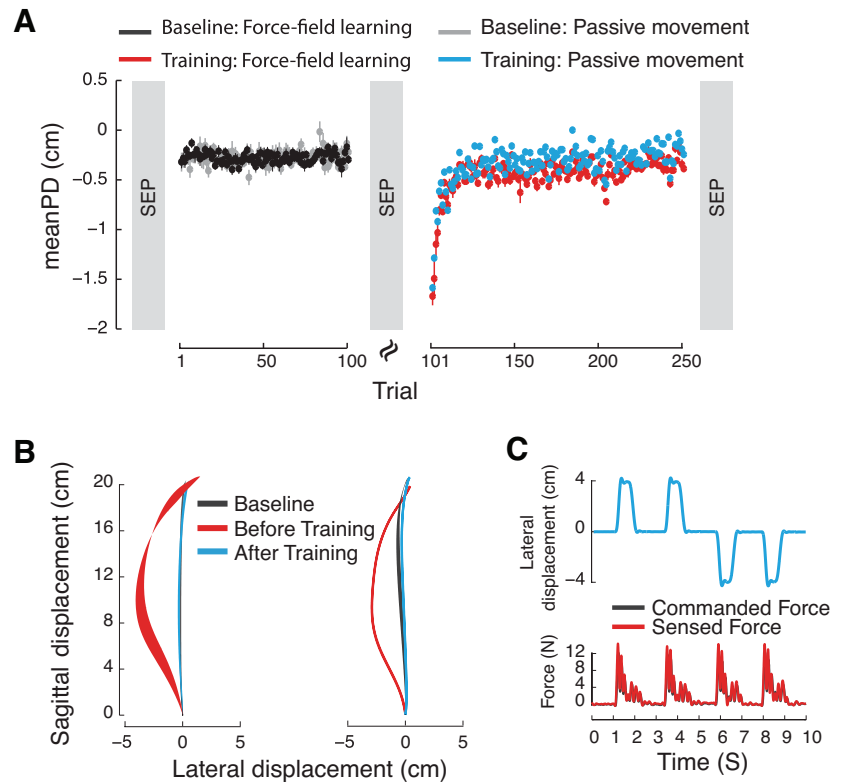 A
Baseline: Force-field learning
Baseline: Passive movement
Training: Force-field learning
Training: Passive movement
0.5
0
−0.5
−1
−1.5
−2
meanPD (cm)
SEP
SEP
SEP
1
50
100
101
150
200
250
Trial
B
Sagittal displacement (cm)
20
16
12
8
4
0
Baseline
Before Training
After Training
−5
0
5
−5
0
5
Lateral displacement (cm)
C
Lateral
displacement (cm)
4
0
−4
Commanded Force
Sensed Force
Force (N)
12
8
4
0
0 1 2 3 4 5 6 7 8 9 10
Time (S)